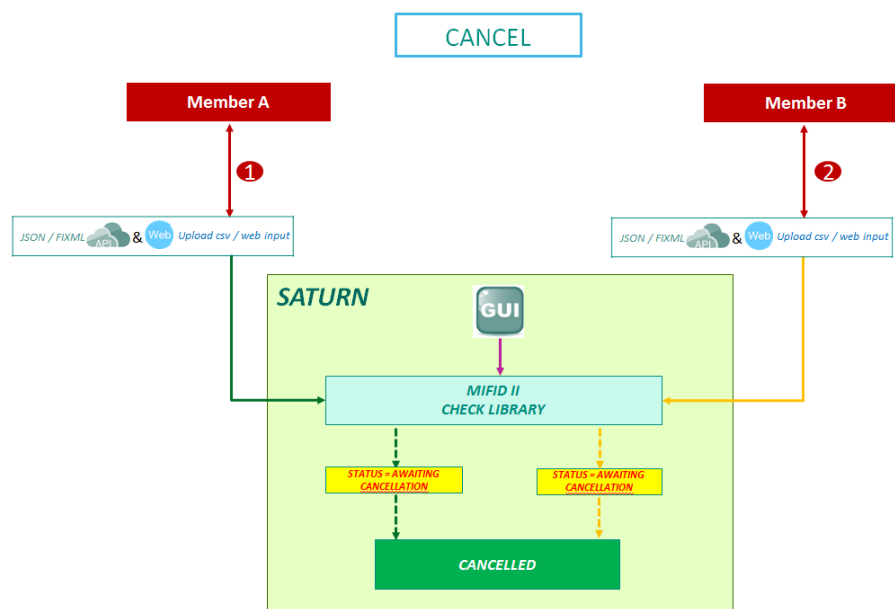 CANCEL
Member A
Member B
1
2
JSON / FIXML API & Web Upload csv / web input
JSON / FIXML API & Web Upload csv / web input
SATURN
GUI
MIFID II
CHECK LIBRARY
STATUS = AWAITING
CANCELLATION
STATUS = AWAITING
CANCELLATION
CANCELLED